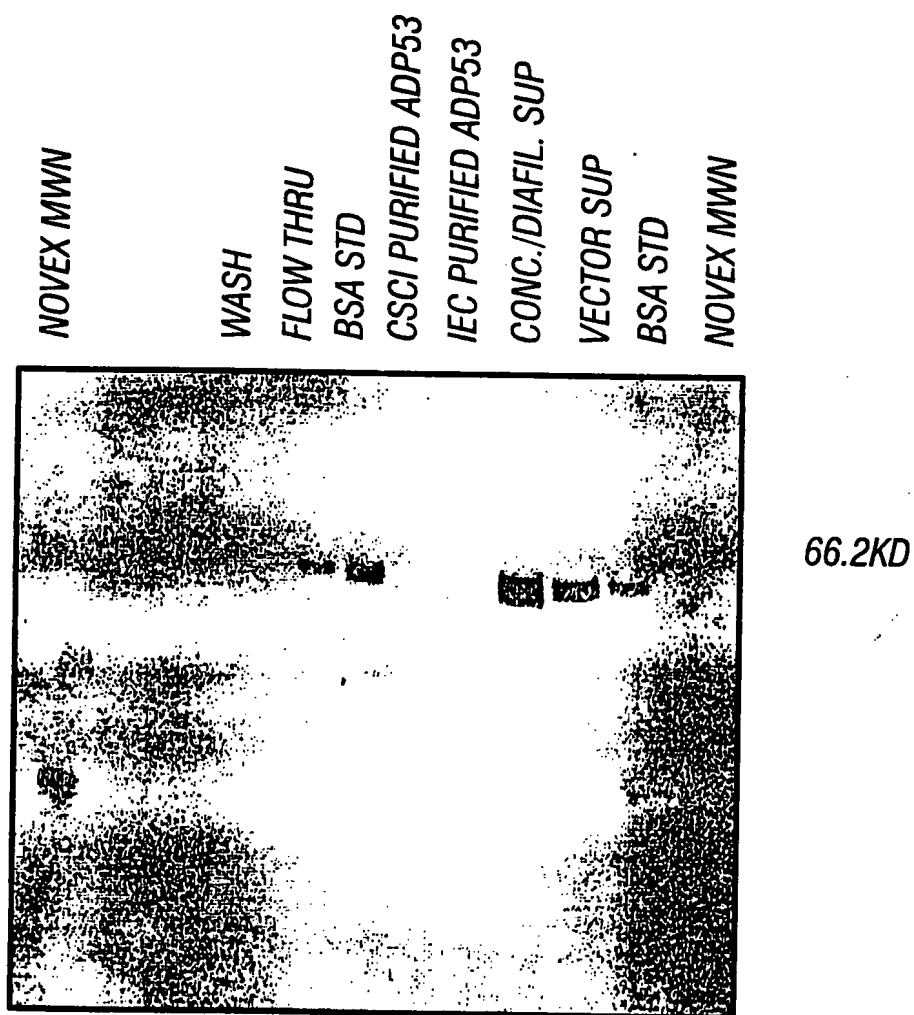 NOVEX MWN
WASH
FLOW THRU
BSA STD
CSCI PURIFIED ADP53
IEC PURIFIED ADP53
CONC./DIAFIL. SUP
VECTOR SUP
BSA STD
NOVEX MWN
66.2KD